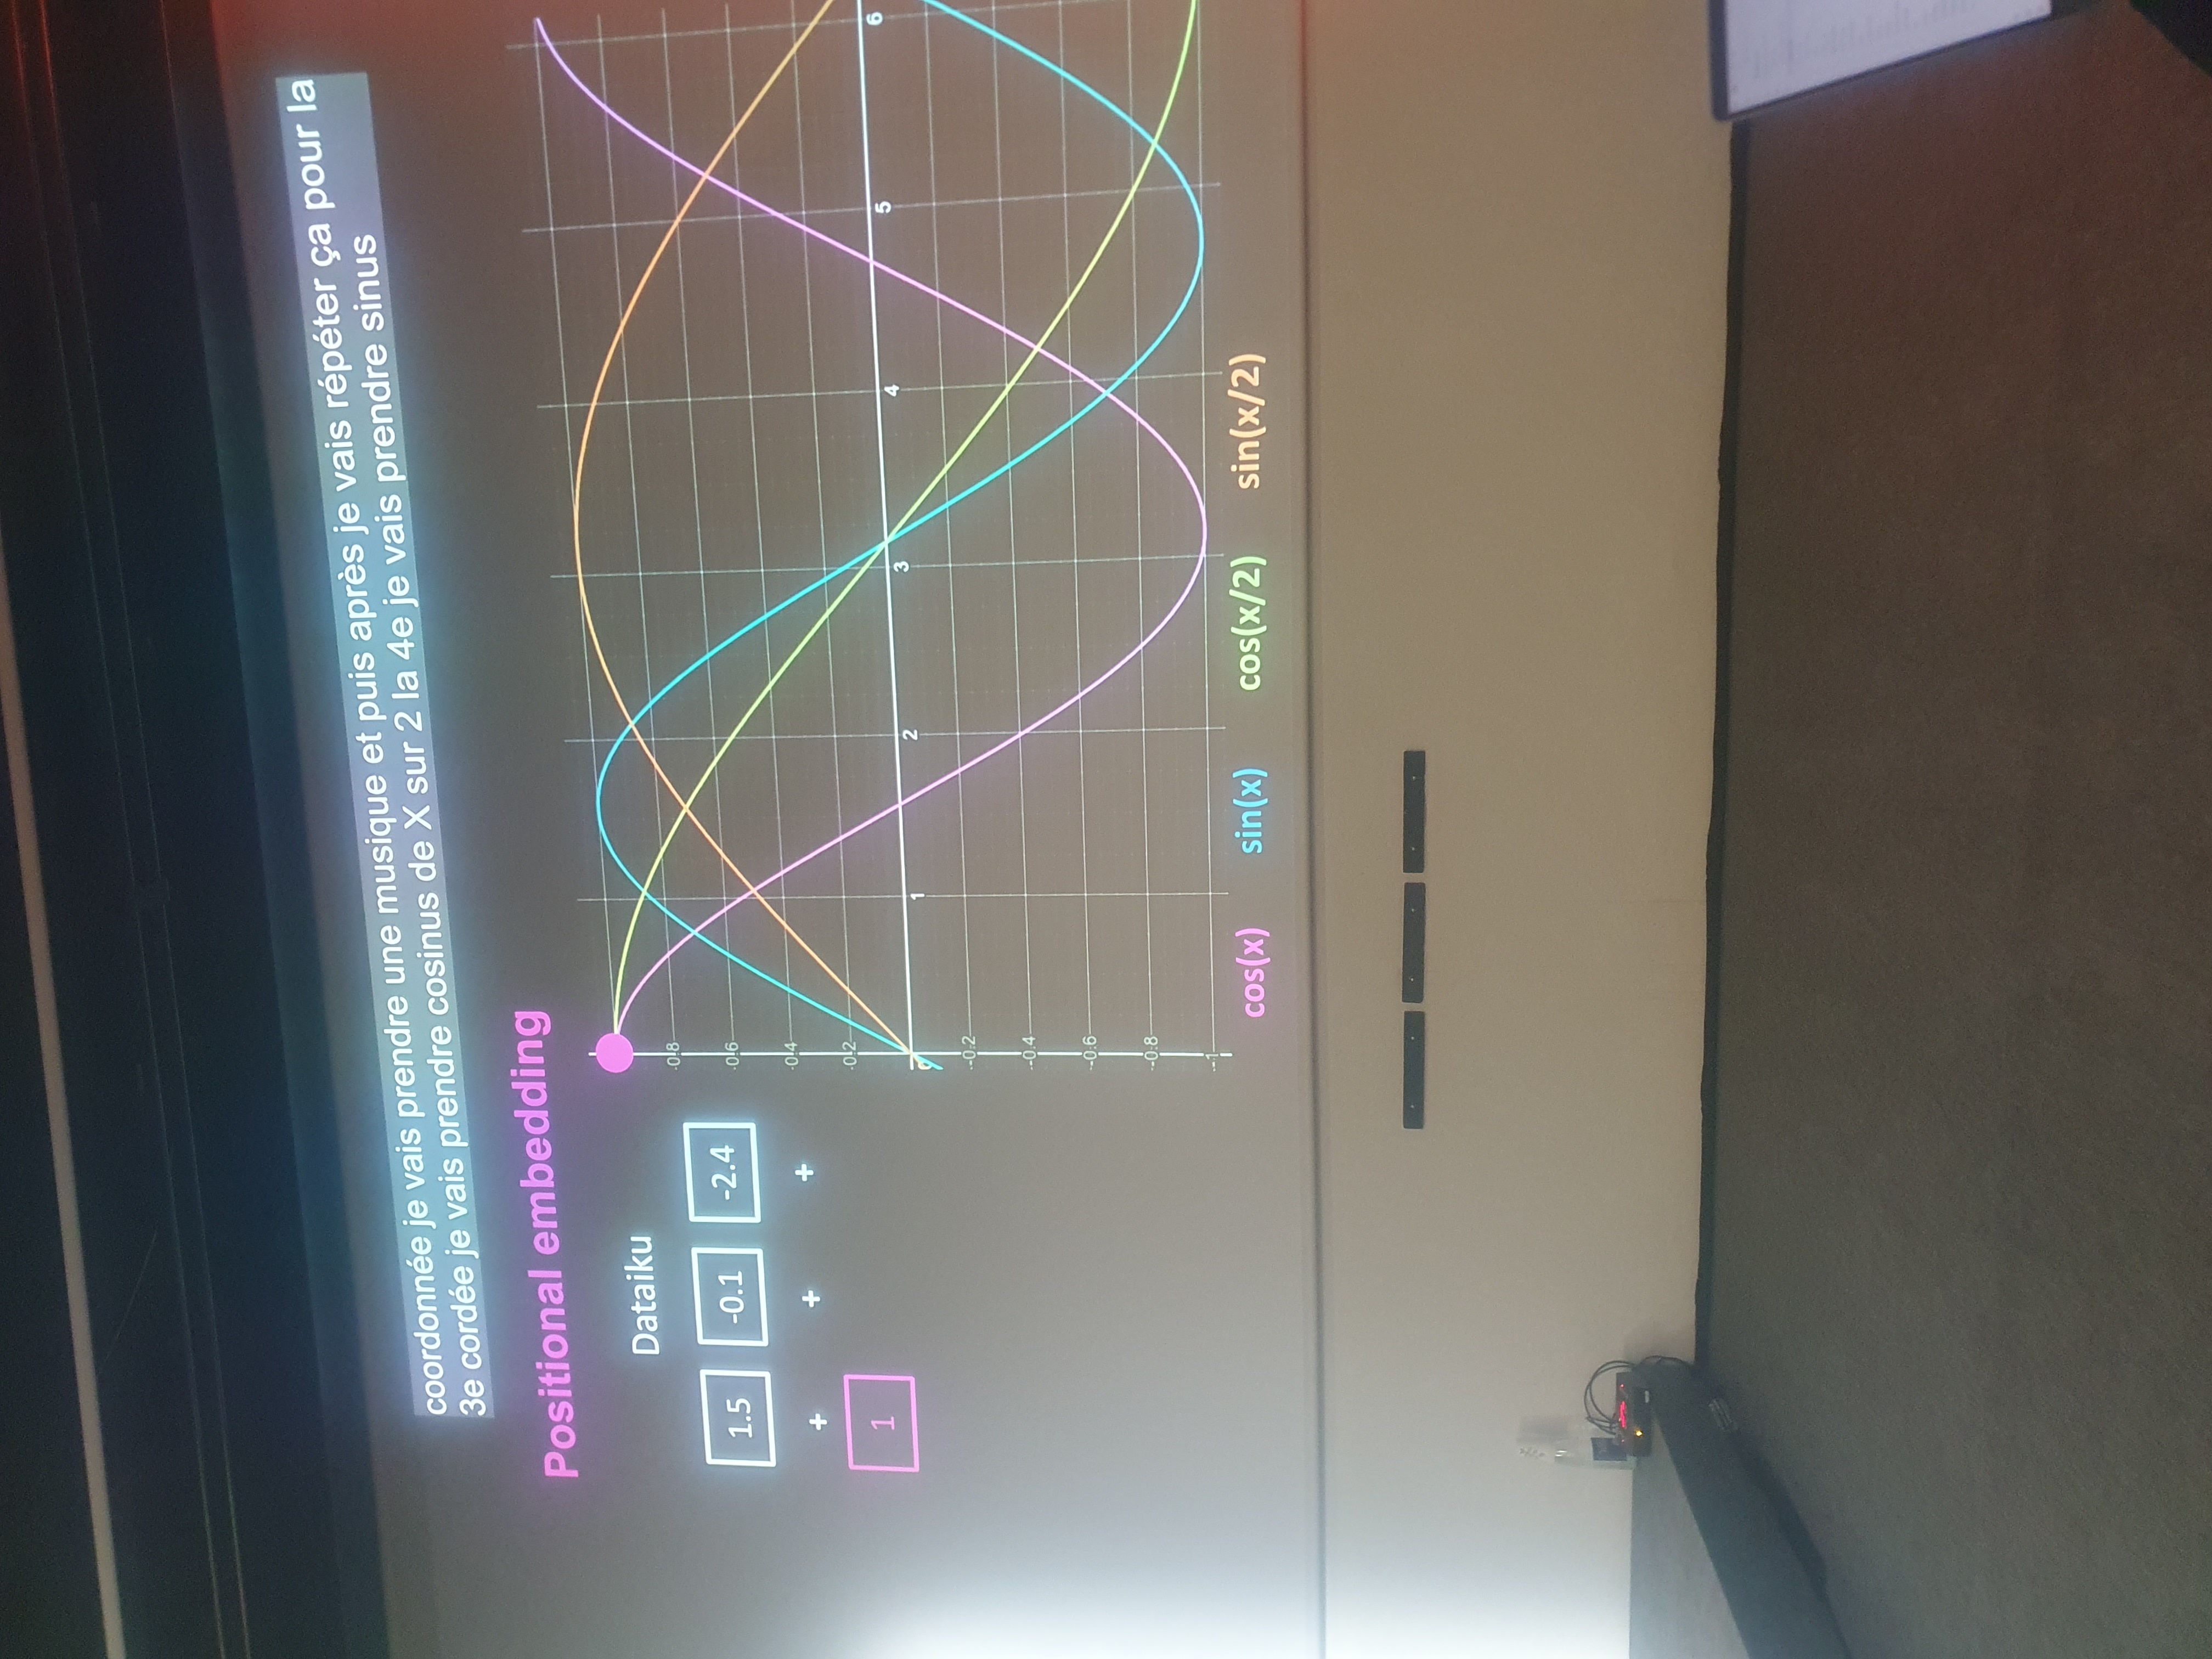 coordonnée je vais prendre une musique et puis après je vais répéter ça pour la
3e cordée je vais prendre cosinus de X sur 2 la 4e je vais prendre sinus
Positional embedding
Dataiku
1.5 -0.1 -2.4
+ + +
1
0.8
0.6
0.4
0.2
0 1 2 3 4 5 6
-0.2
-0.4
-0.6
-0.8
-1
cos(x) sin(x) cos(x/2) sin(x/2)